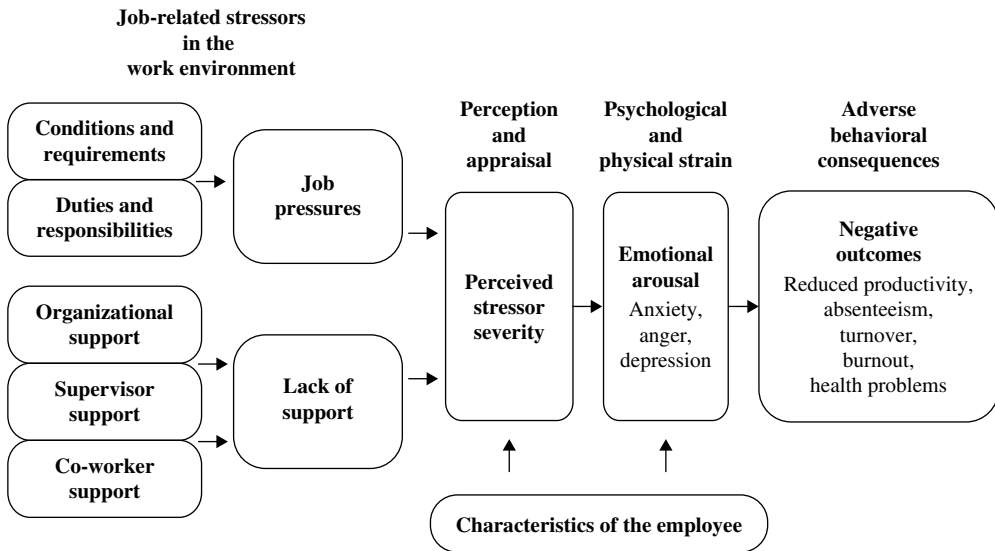 Job-related stressors
in the
work environment
Conditions and
requirements
Duties and
responsibilities
Job
pressures
Organizational
support
Supervisor
support
Co-worker
support
Lack of
support
Perception
and
appraisal
Perceived
stressor
severity
Psychological
and
physical strain
Emotional
arousal
Anxiety,
anger,
depression
Adverse
behavioral
consequences
Negative
outcomes
Reduced productivity,
absenteeism,
turnover,
burnout,
health problems
Characteristics of the employee